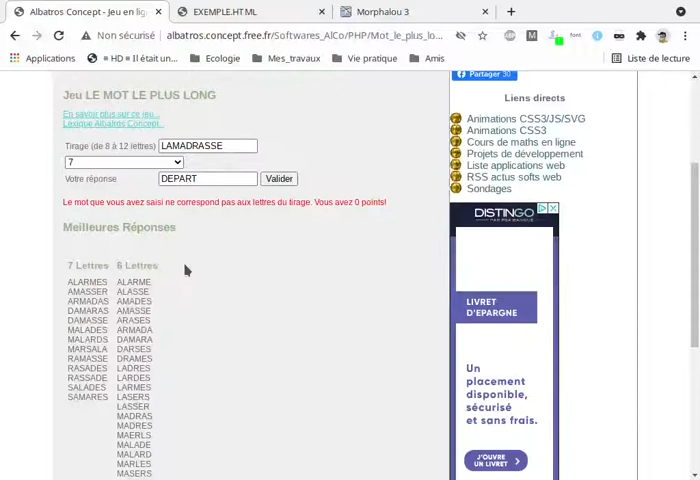 Albatros Concept - Jeu en lig
EXEMPLE.HTML
Morphalou 3
Non sécurisé
albatros.concept.free.fr/Softwares_AlCo/PHP/Mot_le_plus_lo...
Applications
= HD = Il était un...
Ecologie
Mes_travaux
Vie pratique
Amis
Liste de lecture
Partager 30
Jeu LE MOT LE PLUS LONG
En savoir plus sur ce jeu...
Lexique Albatros Concept...
Tirage (de 8 à 12 lettres) LAMADRASSE
7
Votre réponse DEPART Valider
Le mot que vous avez saisi ne correspond pas aux lettres du tirage. Vous avez 0 points!
Meilleures Réponses
7 Lettres 6 Lettres
ALARMES ALARME
AMASSER ALASSE
ARMADAS AMADES
DAMARAS AMASSE
DAMASSE ARASES
MALADES ARMADA
MALARDS DAMARA
MARSALA DARSES
RAMASSE DRAMES
RASADES LADRES
RASSADE LARDES
SALADES LARMES
SAMARES LASERS
LASSER
MADRAS
MADRES
MAERLS
MALADE
MALARD
MARLES
MASERS
Liens directs
Animations CSS3/JS/SVG
Animations CSS3
Cours de maths en ligne
Projets de développement
Liste applications web
RSS actus softs web
Sondages
DISTINGO
PAR PSA BANQUE
LIVRET
D'EPARGNE
Un
placement
disponible,
sécurisé
et sans frais.
J'OUVRE
UN LIVRET